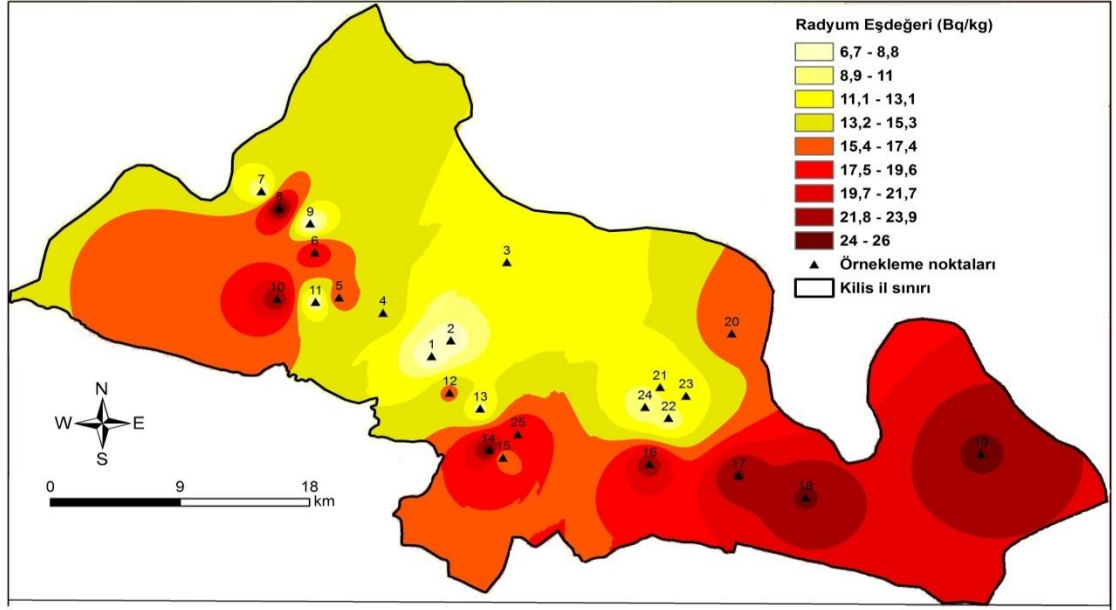 Radyum Eşdeğeri (Bq/kg)
6,7 - 8,8
8,9 - 11
11,1 - 13,1
13,2 - 15,3
15,4 - 17,4
17,5 - 19,6
19,7 - 21,7
21,8 - 23,9
24 - 26
Örnekleme noktaları
Kilis il sınırı
7
8
9
6
3
10
11
5
4
20
2
1
12
13
21
23
24
22
25
14
15
16
17
18
19
N
W E
S
0 9 18
km